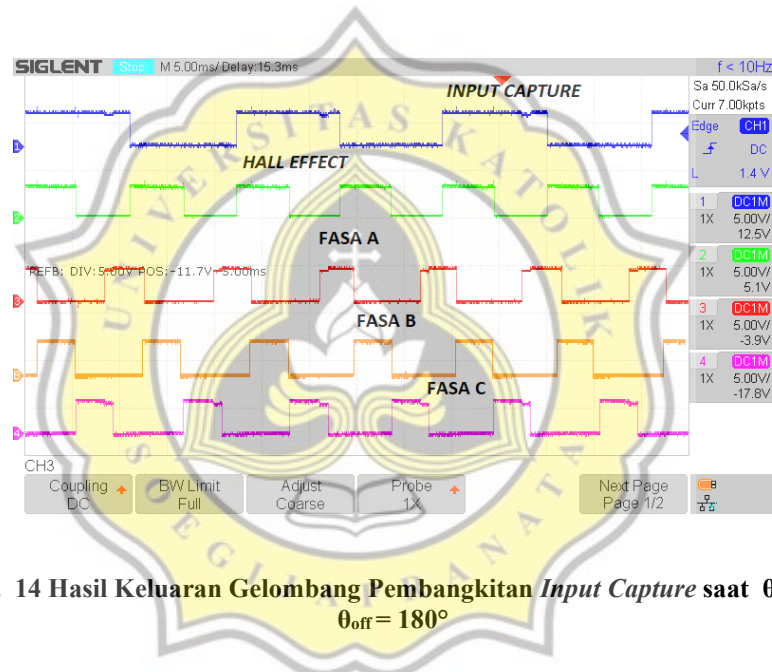 SIGLENT Stop M 5.00ms/ Delay:15.3ms f < 10Hz
INPUT CAPTURE
Sa 50.0kSa/s
Curr 7.00kpts
Edge CH1
DC
L 1.4 V
HALL EFFECT
1 DC1M
1X 5.00V/
12.5V
2 DC1M
1X 5.00V/
5.1V
FASA A
REFB: DIV:5.00V POS:-11.7V 5.00ms
3 DC1M
1X 5.00V/
-3.9V
FASA B
4 DC1M
1X 5.00V/
-17.8V
FASA C
CH3
Coupling
DC
BW Limit
Full
Adjust
Coarse
Probe
1X
Next Page
Page 1/2
UNIVERSITAS KATOLIK
SOEGIJAPRANATA
14 Hasil Keluaran Gelombang Pembangkitan Input Capture saat θ
θoff = 180°